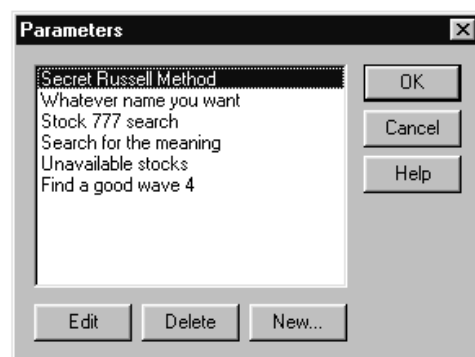 Parameters
Secret Russell Method
Whatever name you want
Stock 777 search
Search for the meaning
Unavailable stocks
Find a good wave 4
OK
Cancel
Help
Edit
Delete
New...